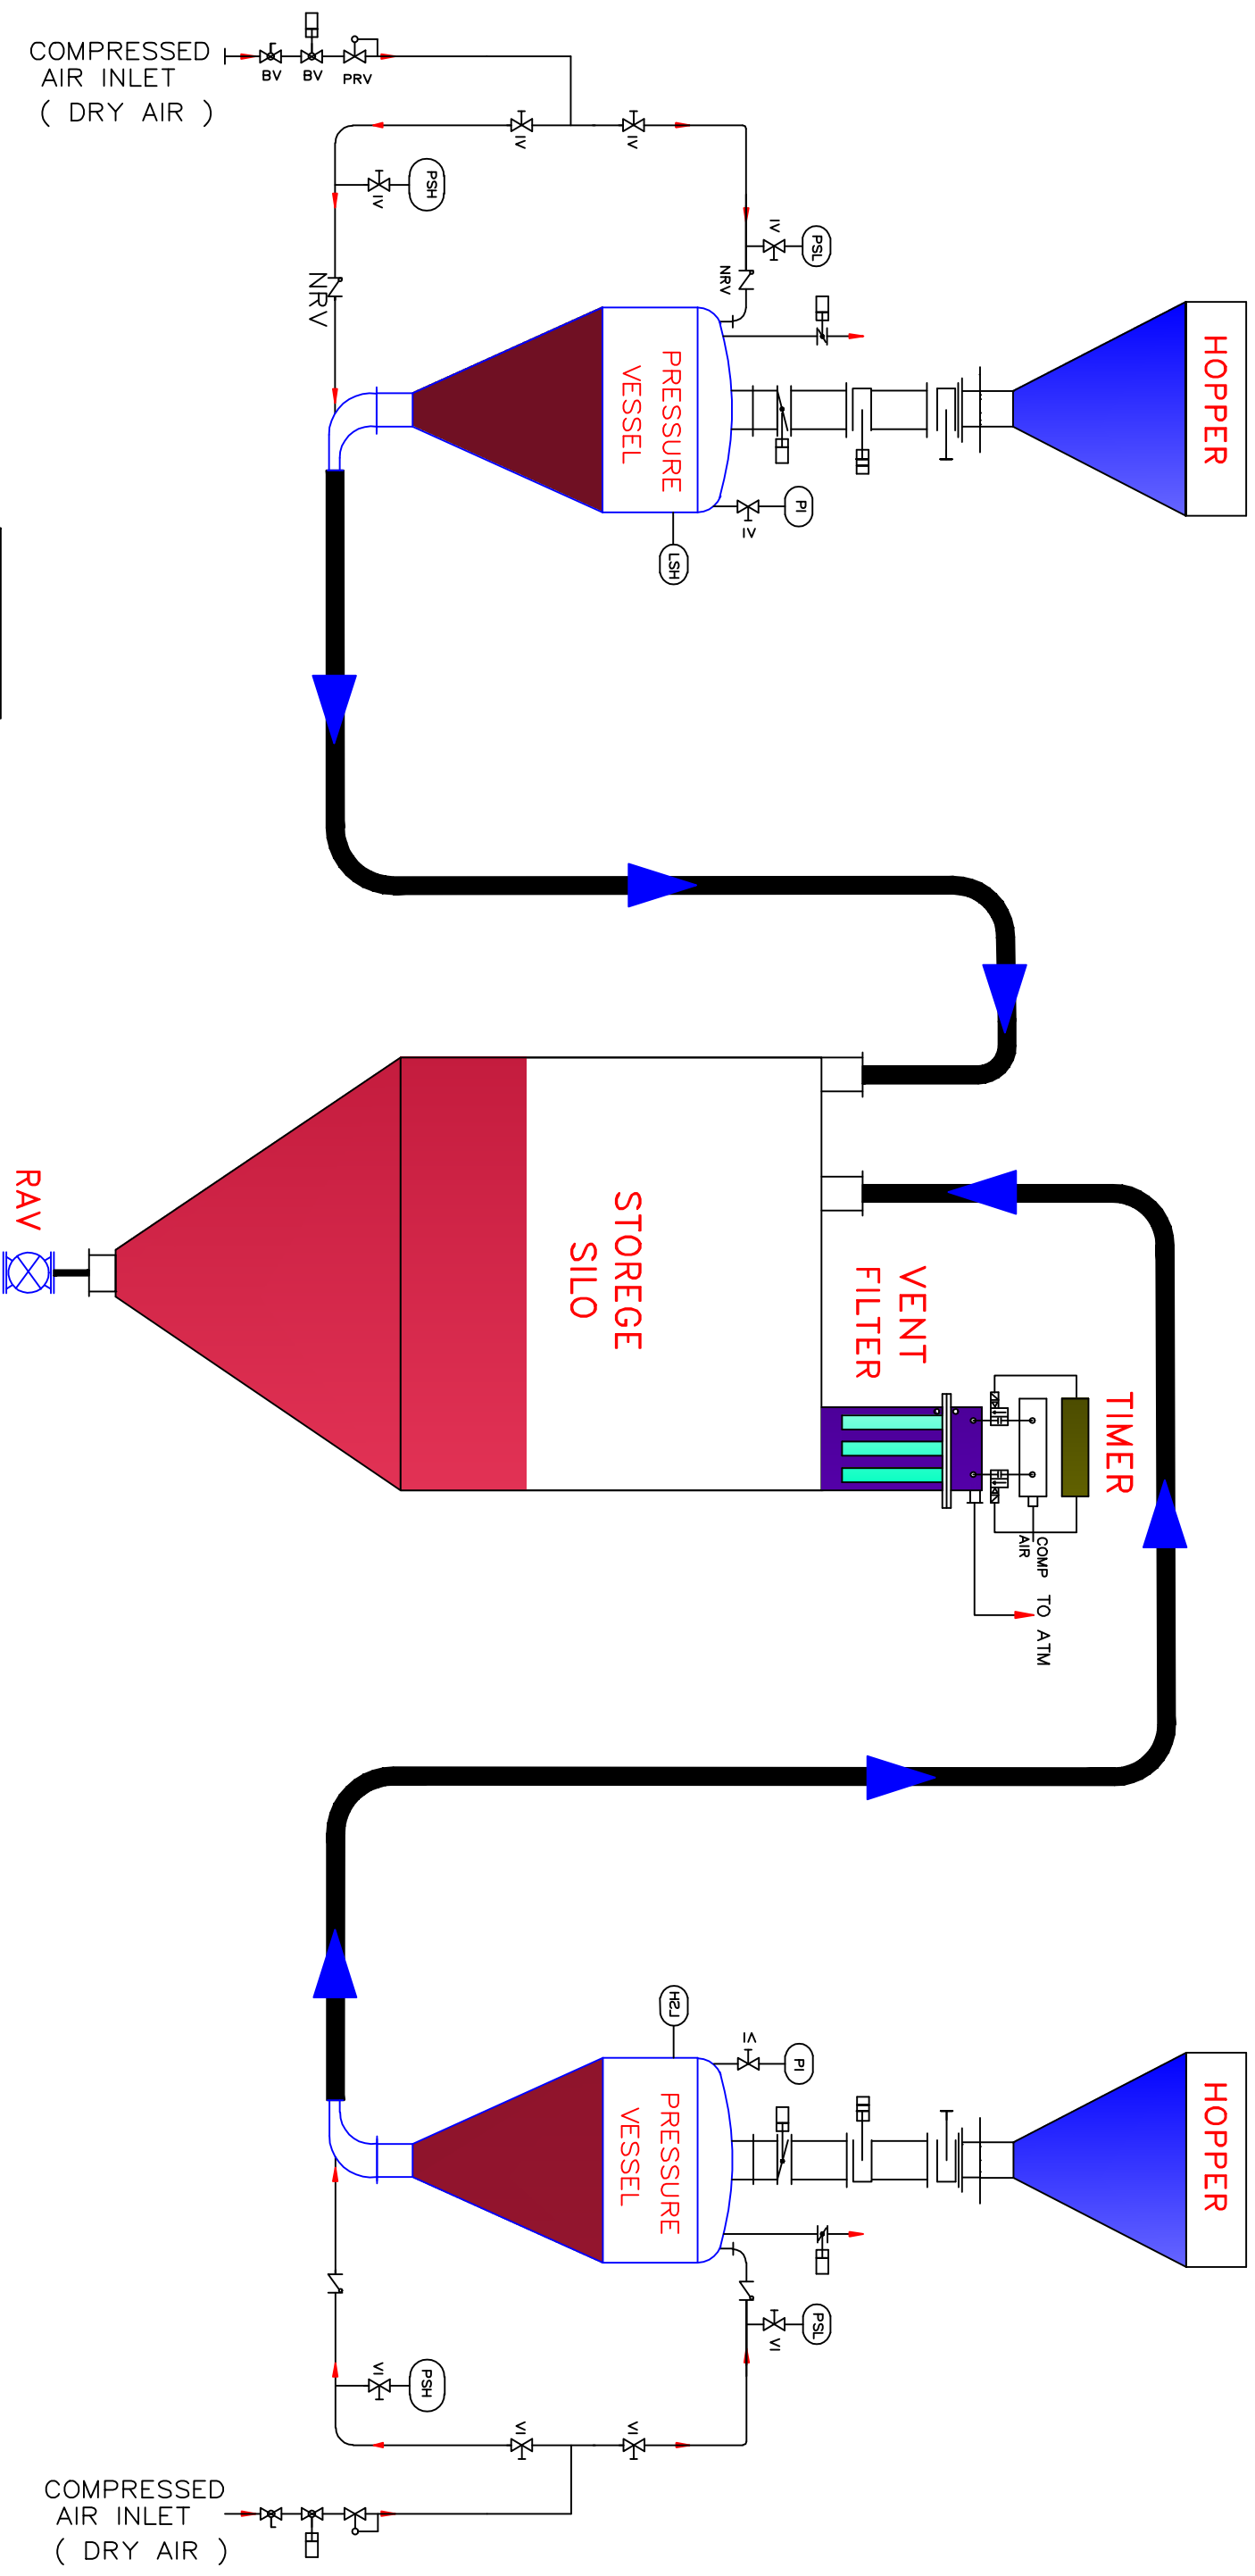 COMPRESSED
AIR INLET
( DRY AIR )
BV
BV
PRV
IV
IV
PSH
IV
PSL
IV
NRV
NRV
HOPPER
PRESSURE
VESSEL
PI
IV
LSH
STOREGE
SILO
RAV
VENT
FILTER
TIMER
COMP
AIR
TO ATM
HOPPER
PRESSURE
VESSEL
LSH
PI
IV
PSL
IV
PSH
IV
IV
IV
COMPRESSED
AIR INLET
( DRY AIR )